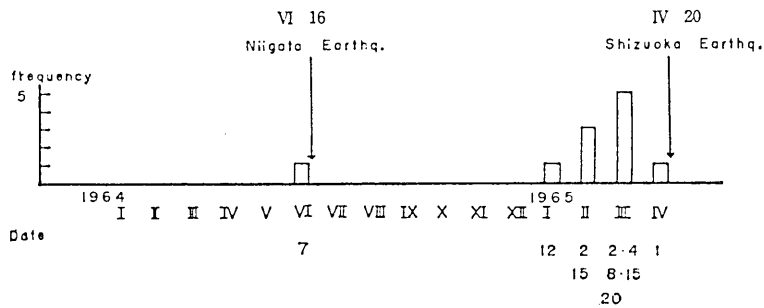 VI 16 IV 20
Niigata Earthq. Shizuoka Earthq.
frequency
5
1964 1965
I II III IV V VI VII VIII IX X XI XII I II III IV
Date
7 12 2 2·4 1
15 8·15
20